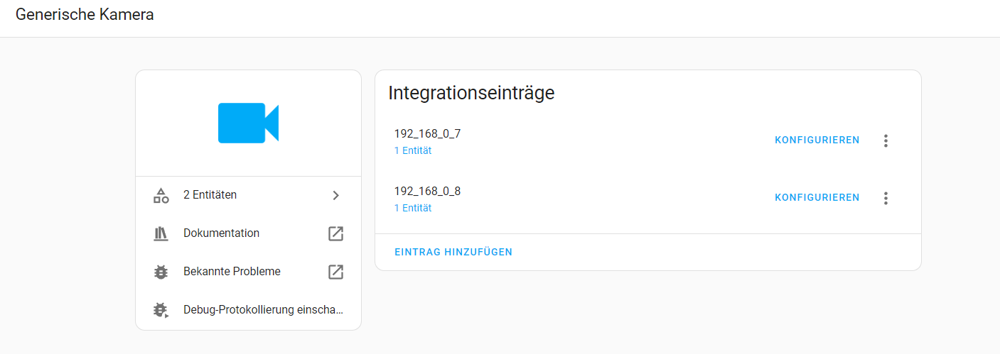 Generische Kamera
2 Entitäten
Dokumentation
Bekannte Probleme
Debug-Protokollierung einscha...
Integrationseinträge
192_168_0_7
1 Entität
KONFIGURIEREN
192_168_0_8
1 Entität
KONFIGURIEREN
EINTRAG HINZUFÜGEN